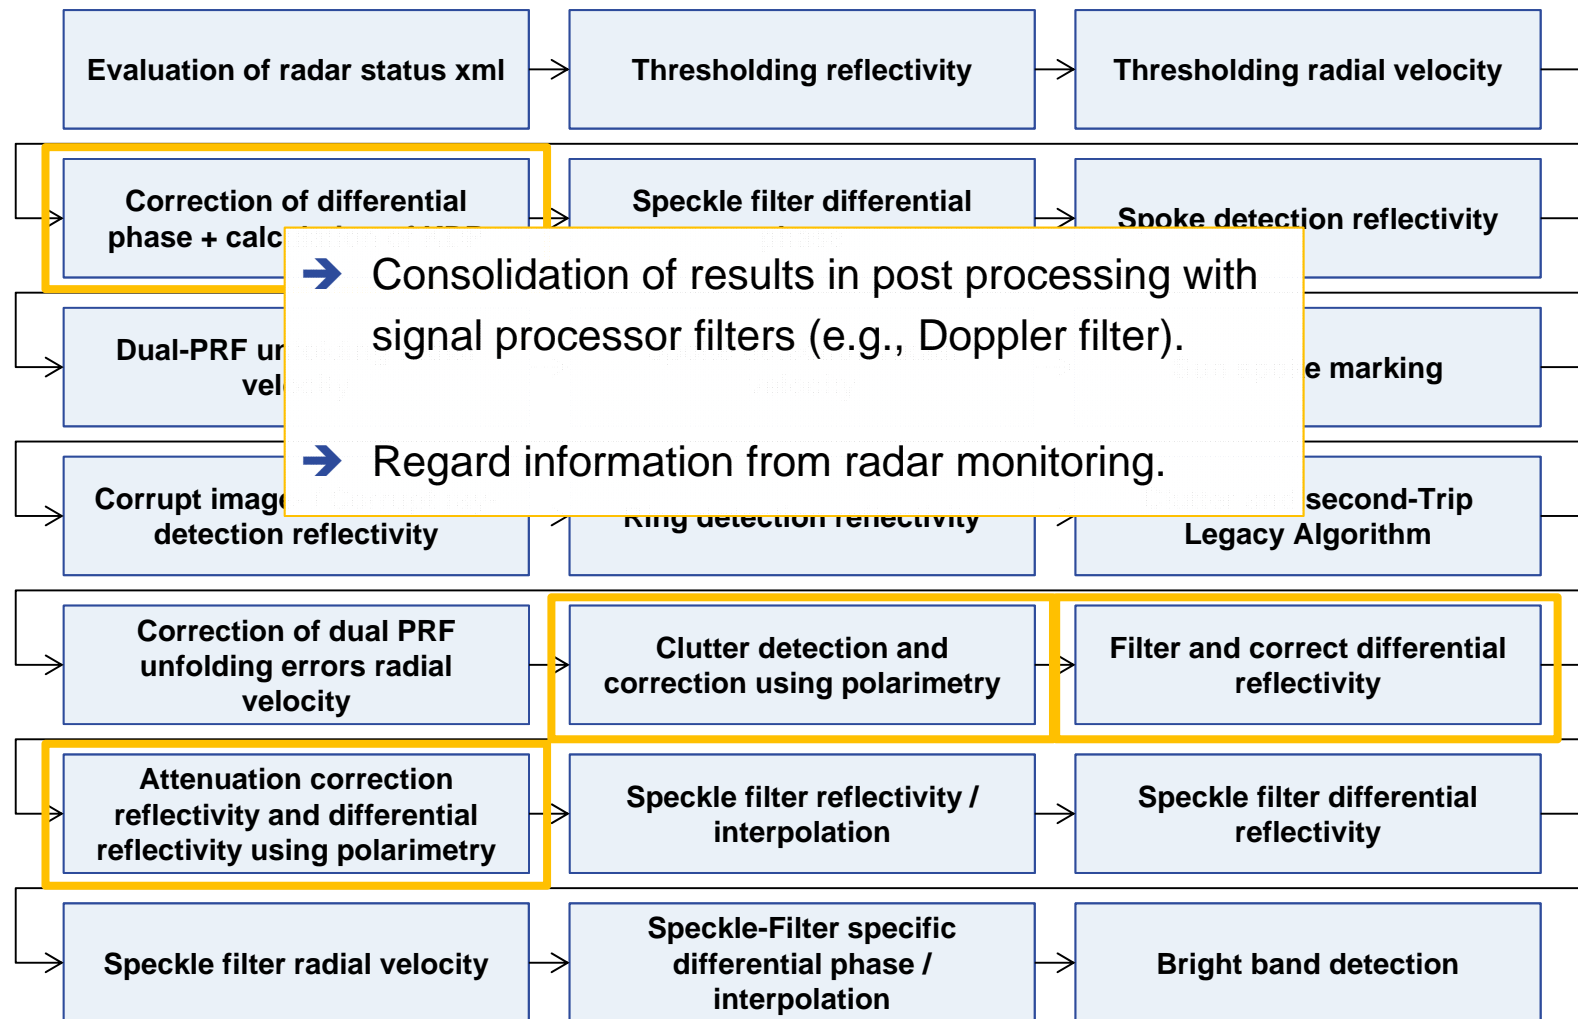 Evaluation of radar status xml
Thresholding reflectivity
Thresholding radial velocity
Correction of differential
phase + calc
Speckle filter differential
Spoke detection reflectivity
Consolidation of results in post processing with
signal processor filters (e.g., Doppler filter).
Regard information from radar monitoring.
Dual-PRF
marking
Corrupt image
detection reflectivity
Ring detection reflectivity
second-Trip
Legacy Algorithm
Correction of dual PRF
unfolding errors radial
velocity
Clutter detection and
correction using polarimetry
Filter and correct differential
reflectivity
Attenuation correction
reflectivity and differential
reflectivity using polarimetry
Speckle filter reflectivity /
interpolation
Speckle filter differential
reflectivity
Speckle filter radial velocity
Speckle-Filter specific
differential phase /
interpolation
Bright band detection